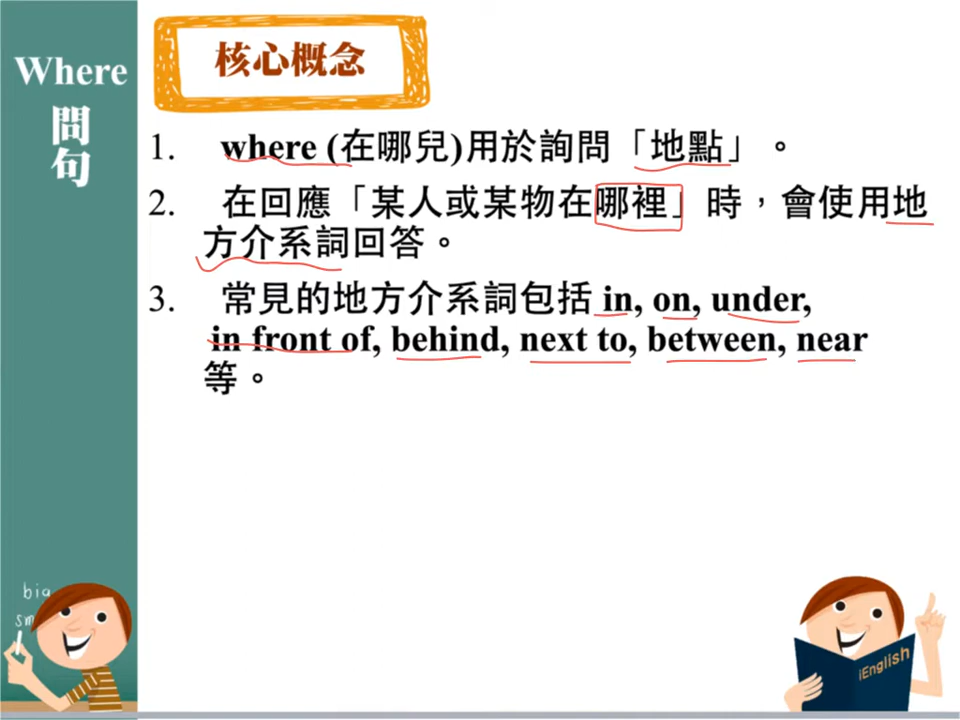 Where
問
句
核心概念
1. where (在哪兒)用於詢問「地點」。
2. 在回應「某人或某物在哪裡」時，會使用地
方介系詞回答。
3. 常見的地方介系詞包括 in, on, under,
in front of, behind, next to, between, near
等。
big
iEnglish